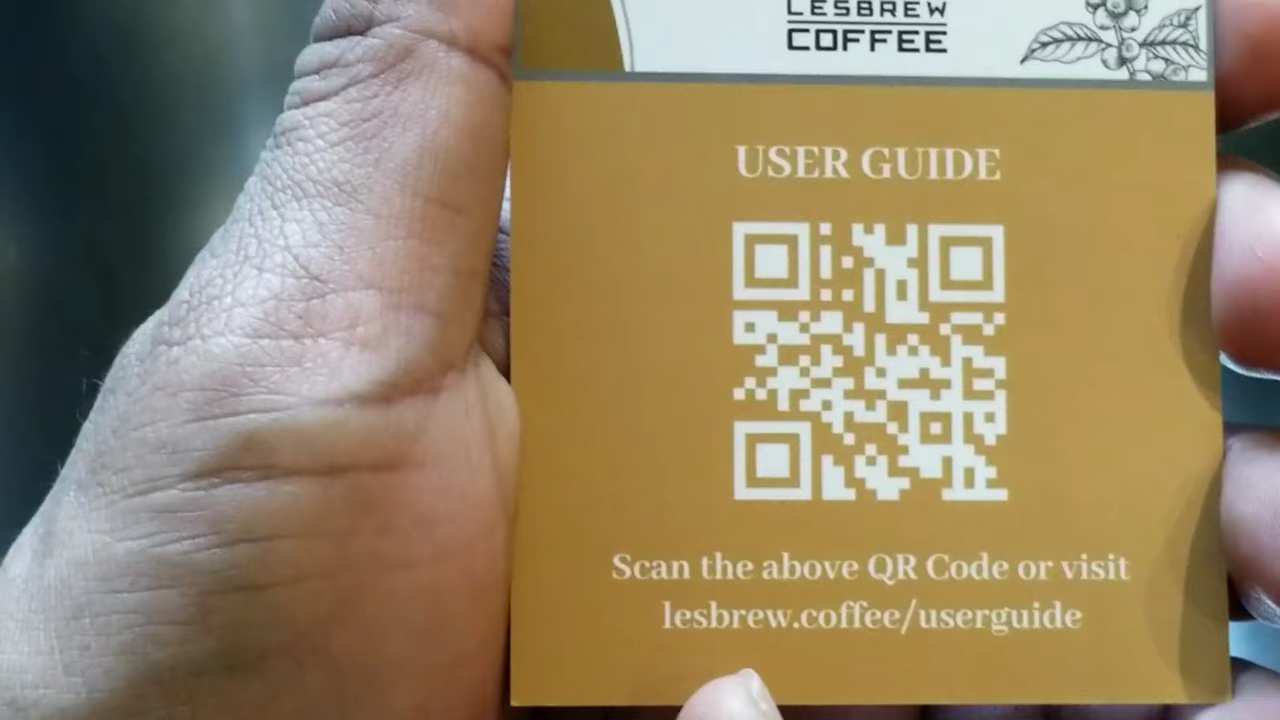 LESBREW
COFFEE
USER GUIDE
Scan the above QR Code or visit
lesbrew.coffee/userguide